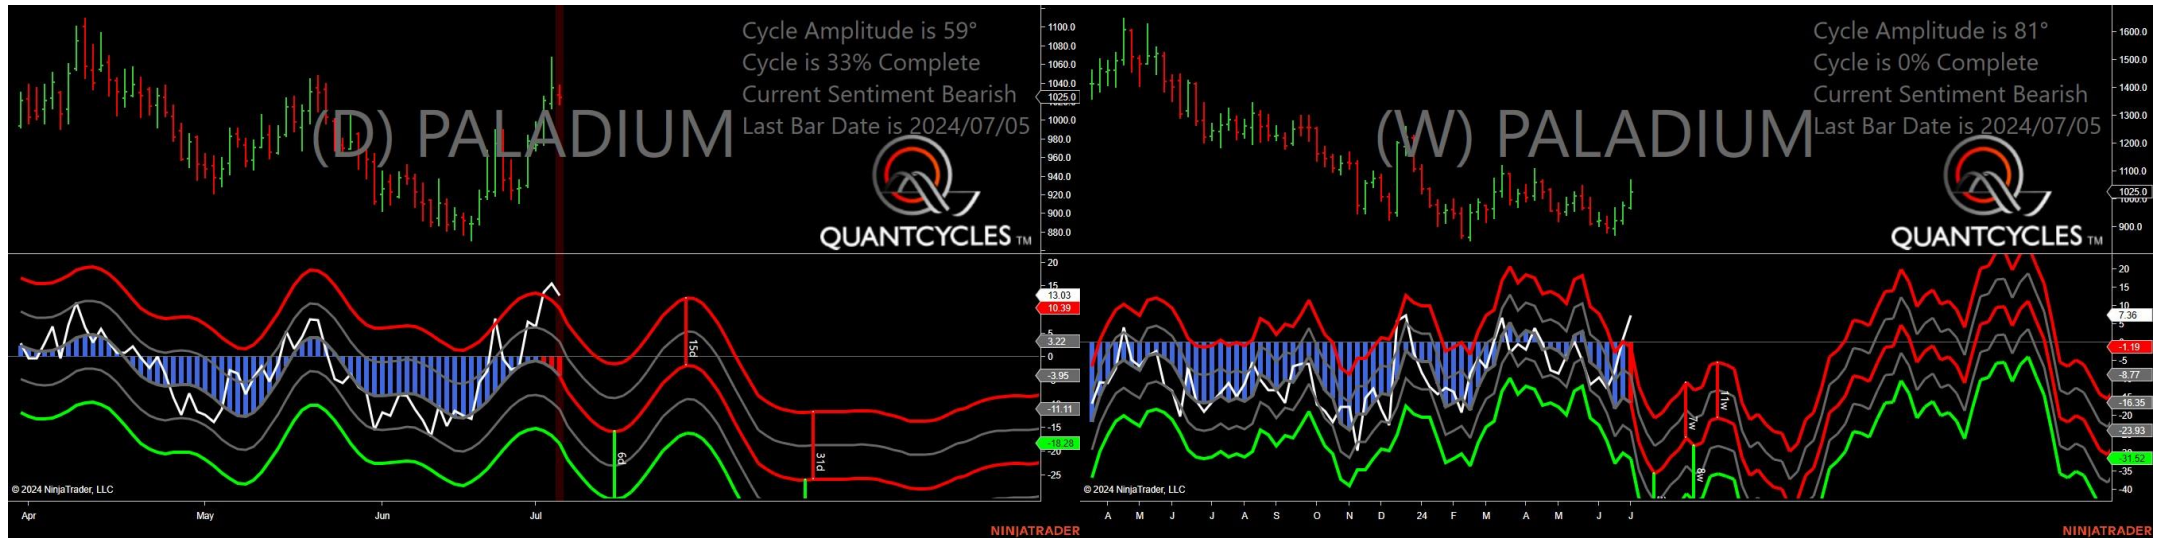 Cycle Amplitude is 59°
Cycle is 33% Complete
Current Sentiment Bearish
Last Bar Date is 2024/07/05
(D) PALADIUM
QUANTCYCLES TM
1100.0
1080.0
1060.0
1040.0
1025.0
1000.0
980.0
960.0
940.0
920.0
900.0
880.0
20
15
13.03
10.39
5
3.22
0
-3.95
-11.11
-15
-18.28
-20
-25
15d
6d
31d
© 2024 NinjaTrader, LLC
Apr May Jun Jul
NINJATRADER
Cycle Amplitude is 81°
Cycle is 0% Complete
Current Sentiment Bearish
Last Bar Date is 2024/07/05
(W) PALADIUM
QUANTCYCLES TM
1600.0
1500.0
1400.0
1300.0
1200.0
1100.0
1025.0
1000.0
900.0
20
15
10
7.36
5
-1.19
-5
-8.77
-16.35
-20
-23.93
-31.52
-35
-40
11w
7w
8w
© 2024 NinjaTrader, LLC
A M J J A S O N D 24 F M A M J J
NINJATRADER